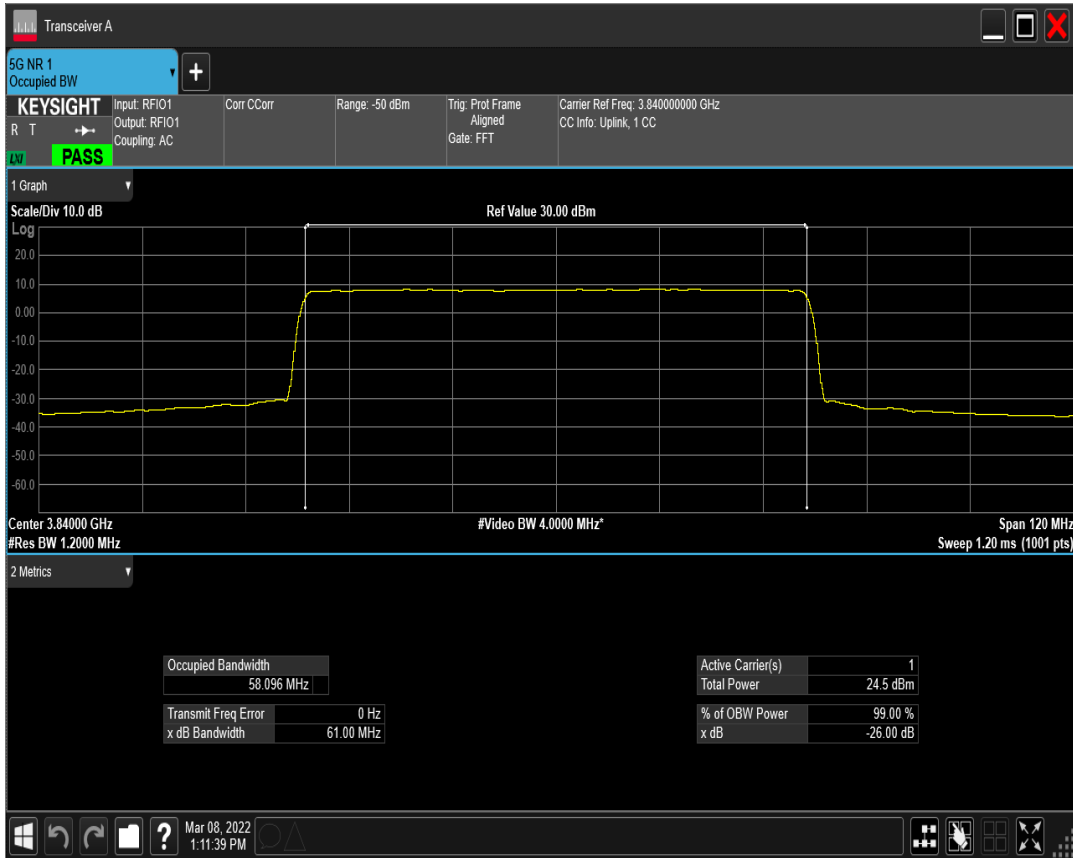 Transceiver A
5G NR 1
Occupied BW
+
KEYSIGHT
R T
LXI PASS
Input: RFIO1
Output: RFIO1
Coupling: AC
Corr CCorr
Range: -50 dBm
Trig: Prot Frame
Aligned
Gate: FFT
Carrier Ref Freq: 3.840000000 GHz
CC Info: Uplink, 1 CC
1 Graph
Scale/Div 10.0 dB
Ref Value 30.00 dBm
Log
20.0
10.0
0.00
-10.0
-20.0
-30.0
-40.0
-50.0
-60.0
Center 3.84000 GHz
#Video BW 4.0000 MHz*
Span 120 MHz
#Res BW 1.2000 MHz
Sweep 1.20 ms (1001 pts)
2 Metrics
Occupied Bandwidth
58.096 MHz
Transmit Freq Error 0 Hz
x dB Bandwidth 61.00 MHz
Active Carrier(s) 1
Total Power 24.5 dBm
% of OBW Power 99.00 %
x dB -26.00 dB
?
Mar 08, 2022
1:11:39 PM